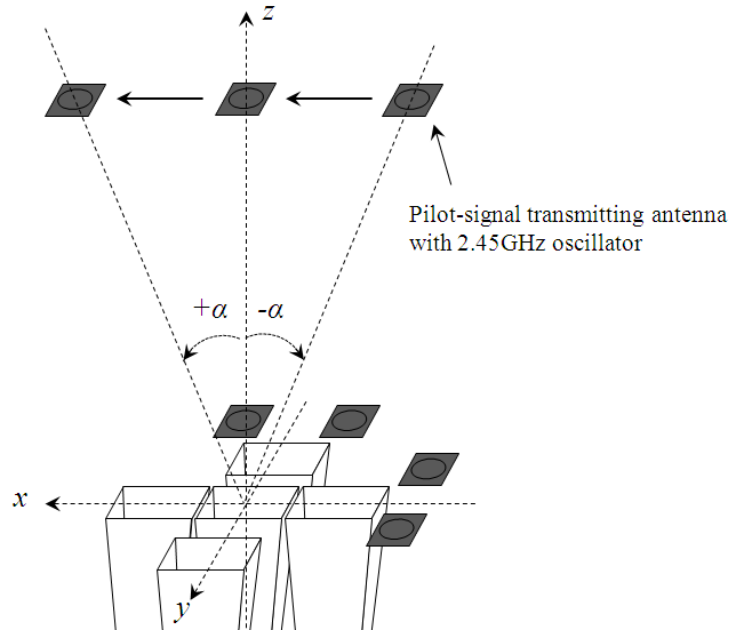 z
Pilot-signal transmitting antenna
with 2.45GHz oscillator
+α
-α
x
y